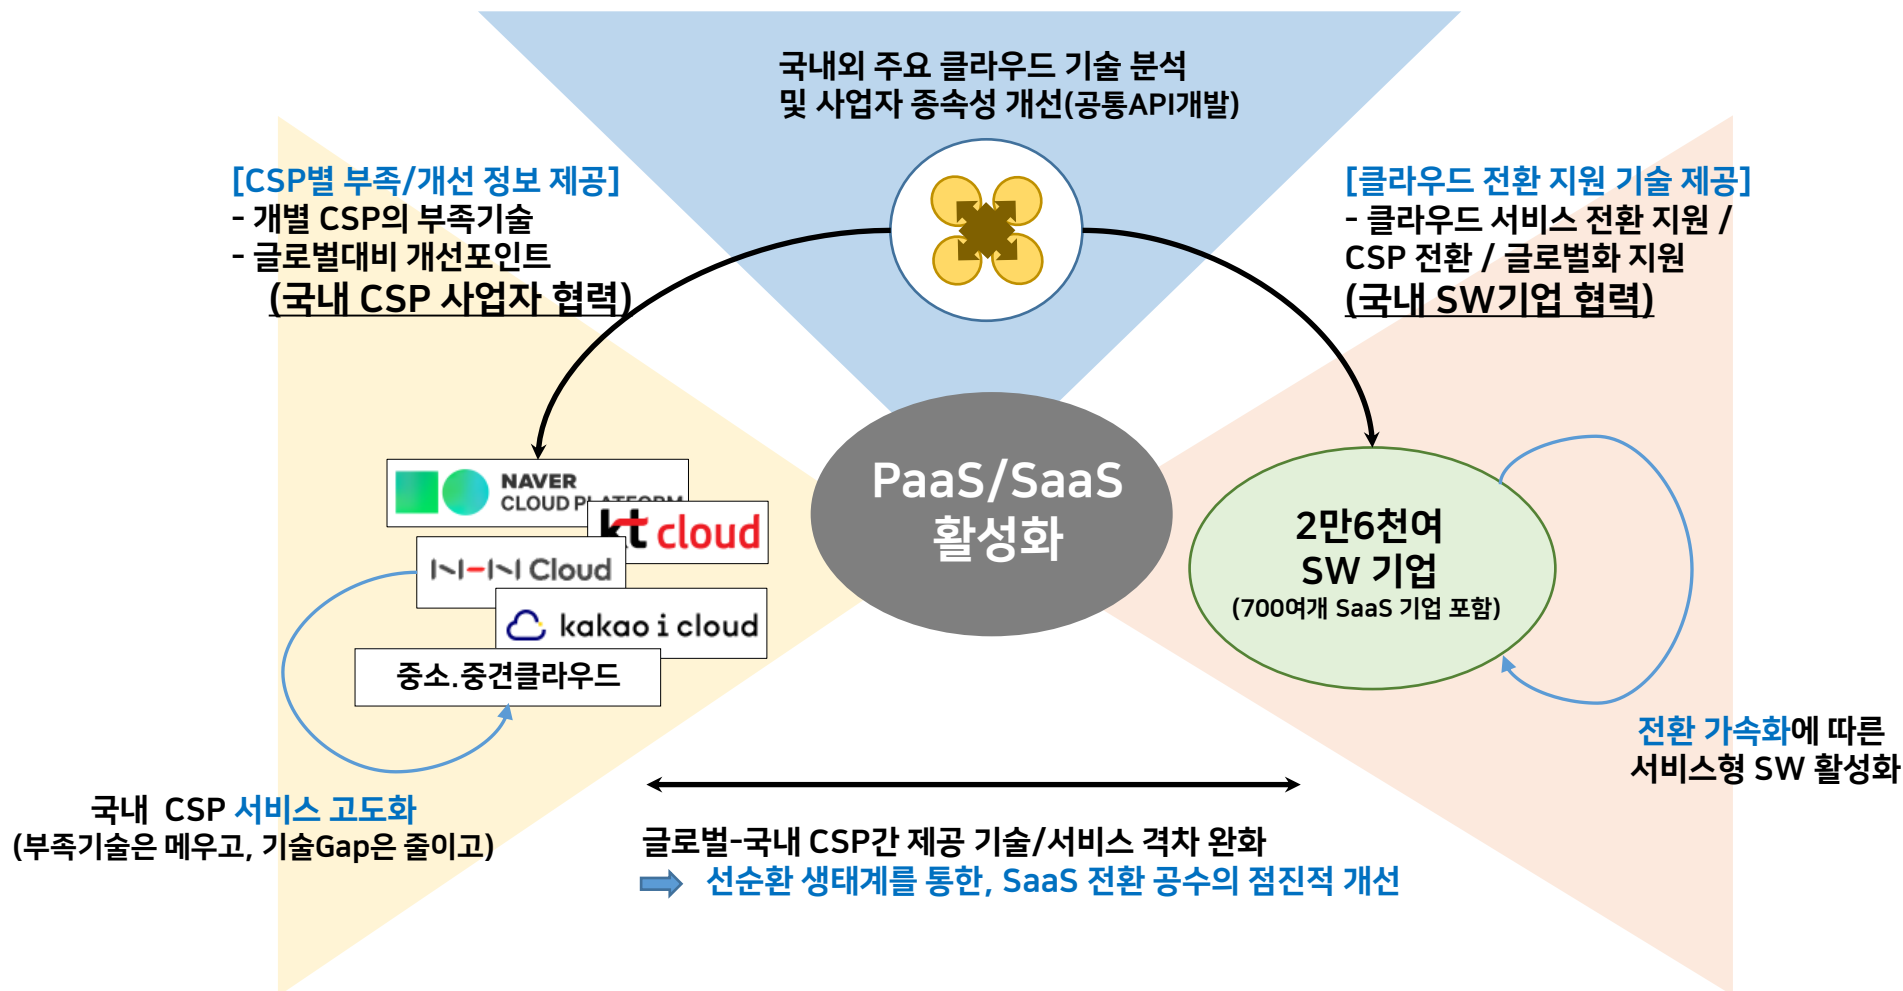 국내외 주요 클라우드 기술 분석
및 사업자 종속성 개선(공통API개발)
[CSP별 부족/개선 정보 제공]
- 개별 CSP의 부족기술
- 글로벌대비 개선포인트
(국내 CSP 사업자 협력)
[클라우드 전환 지원 기술 제공]
- 클라우드 서비스 전환 지원 /
CSP 전환 / 글로벌화 지원
(국내 SW기업 협력)
PaaS/SaaS
활성화
NAVER
CLOUD PLATFORM
kt cloud
NHN Cloud
kakao i cloud
중소.중견클라우드
2만6천여
SW 기업
(700여개 SaaS 기업 포함)
전환 가속화에 따른
서비스형 SW 활성화
국내 CSP 서비스 고도화
(부족기술은 메우고, 기술Gap은 줄이고)
글로벌-국내 CSP간 제공 기술/서비스 격차 완화
선순환 생태계를 통한, SaaS 전환 공수의 점진적 개선